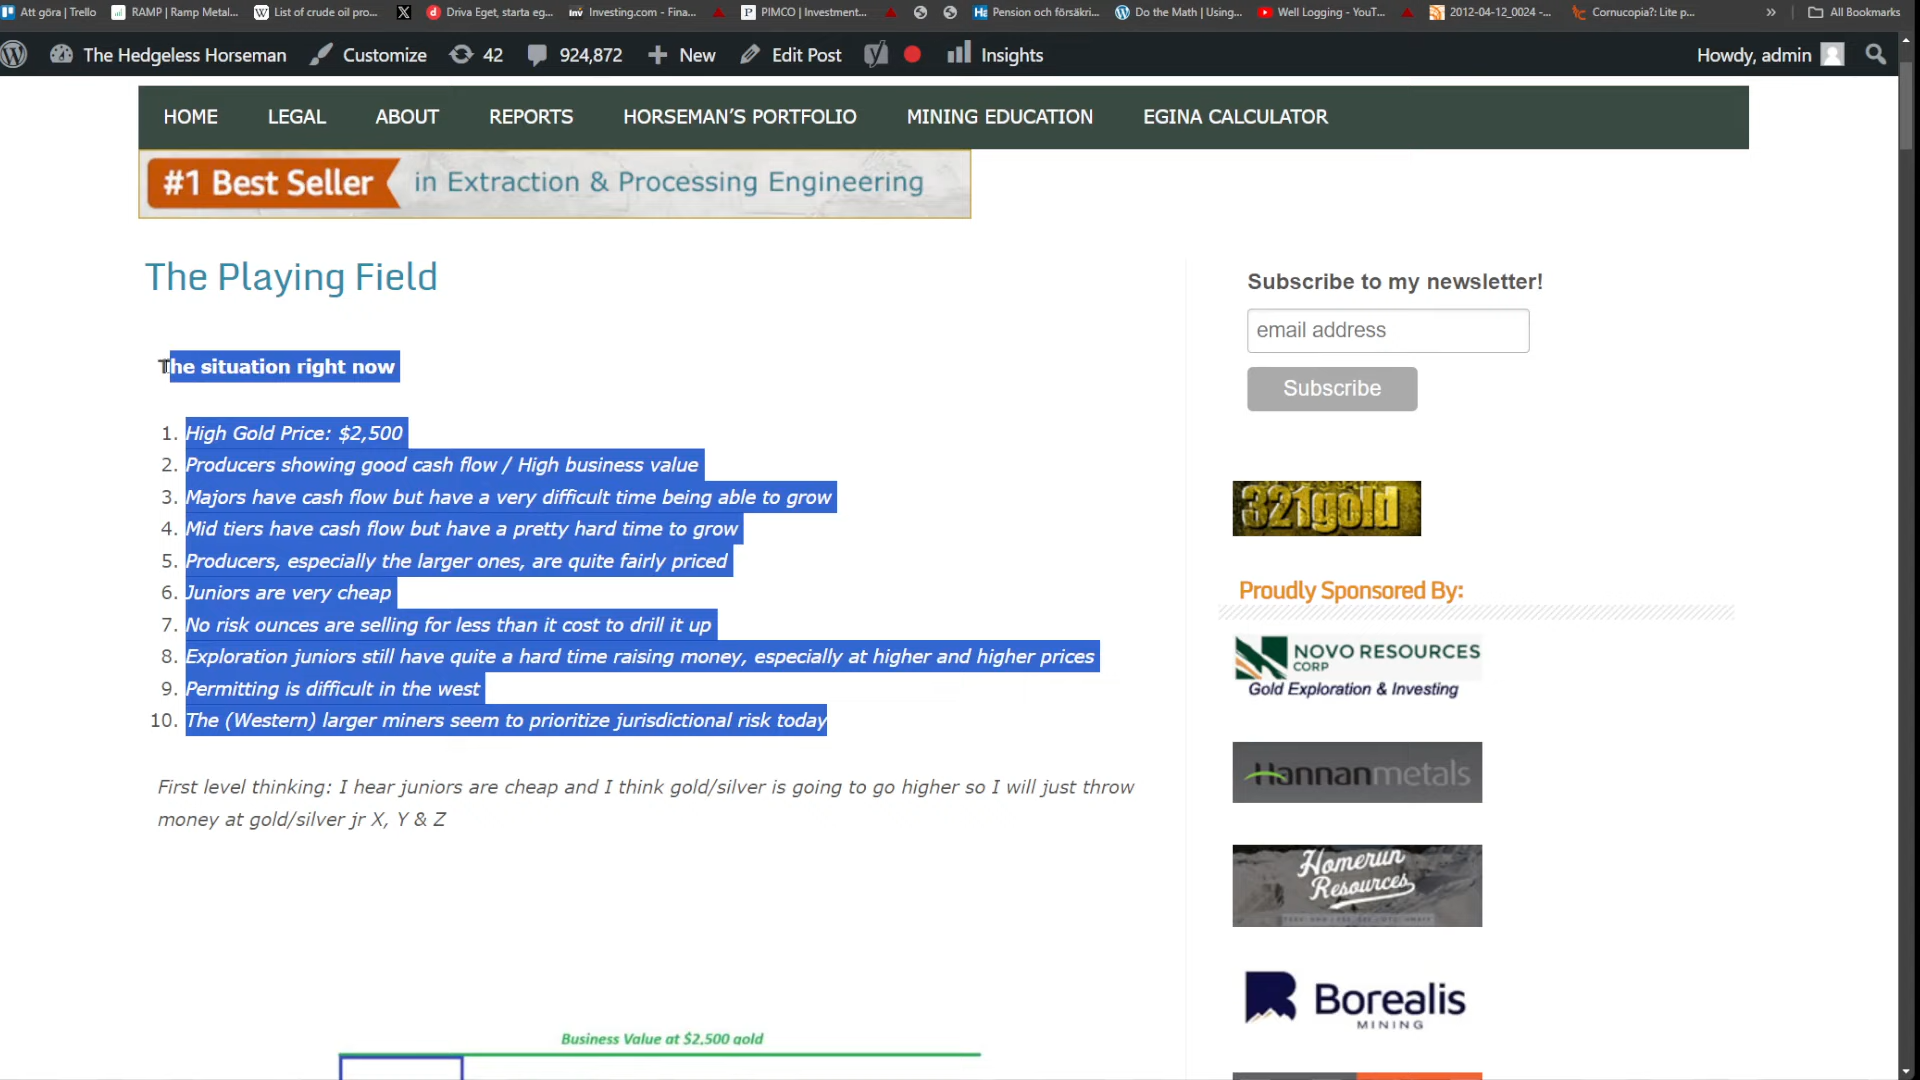 Att göra | Trello
RAMP | Ramp Metal...
List of crude oil pro...
Driva Eget, starta eg...
Investing.com - Fina...
PIMCO | Investment...
Pension och försäkri...
Do the Math | Using...
Well Logging - YouT...
2012-04-12_0024 -...
Cornucopia?: Lite p...
»
All Bookmarks
The Hedgeless Horseman
Customize
42
924,872
New
Edit Post
Insights
Howdy, admin
HOME
LEGAL
ABOUT
REPORTS
HORSEMAN'S PORTFOLIO
MINING EDUCATION
EGINA CALCULATOR
#1 Best Seller in Extraction & Processing Engineering
The Playing Field
The situation right now
1. High Gold Price: $2,500
2. Producers showing good cash flow / High business value
3. Majors have cash flow but have a very difficult time being able to grow
4. Mid tiers have cash flow but have a pretty hard time to grow
5. Producers, especially the larger ones, are quite fairly priced
6. Juniors are very cheap
7. No risk ounces are selling for less than it cost to drill it up
8. Exploration juniors still have quite a hard time raising money, especially at higher and higher prices
9. Permitting is difficult in the west
10. The (Western) larger miners seem to prioritize jurisdictional risk today
First level thinking: I hear juniors are cheap and I think gold/silver is going to go higher so I will just throw
money at gold/silver jr X, Y & Z
Business Value at $2,500 gold
Subscribe to my newsletter!
email address
Subscribe
321gold
Proudly Sponsored By:
NOVO RESOURCES
CORP
Gold Exploration & Investing
Hannanmetals
Homerun
Resources
Borealis
MINING